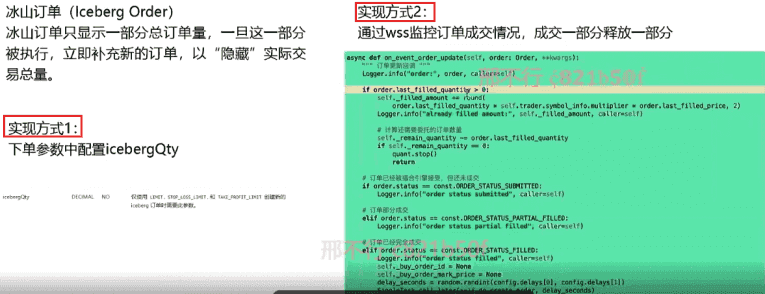 冰山订单（Iceberg Order）
冰山订单只显示一部分总订单量，一旦这一部分
被执行，立即补充新的订单，以“隐藏”实际交
易总量。
实现方式1：
下单参数中配置icebergQty
icebergQty DECIMAL NO 仅使用 LIMIT, STOP_LOSS_LIMIT, 和 TAKE_PROFIT_LIMIT 创建新的
iceberg 订单时需要此参数。
实现方式2：
通过wss监控订单成交情况，成交一部分释放一部分
async def on_event_order_update(self, order: Order, **kwargs):
""" 订单更新回调 """
Logger.info("order:", order, caller=self)
if order.last_filled_quantity > 0:
self._filled_amount += round(
order.last_filled_quantity * self.trader.symbol_info.multiplier * order.last_filled_price, 2)
Logger.info("already filled amount:", self._filled_amount, caller=self)
# 计算还需要委托的订单数量
self._remain_quantity -= order.last_filled_quantity
if self._remain_quantity == 0:
quant.stop()
return
# 订单已经被撮合引擎接受，但还未成交
if order.status == const.ORDER_STATUS_SUBMITTED:
Logger.info("order status submitted", caller=self)
# 订单部分成交
elif order.status == const.ORDER_STATUS_PARTIAL_FILLED:
Logger.info("order status partial filled", caller=self)
# 订单已经完成成交
elif order.status == const.ORDER_STATUS_FILLED:
Logger.info("order status filled", caller=self)
self._buy_order_id = None
self._buy_order_mark_price = None
delay_seconds = random.randint(config.delays[0], config.delays[1])